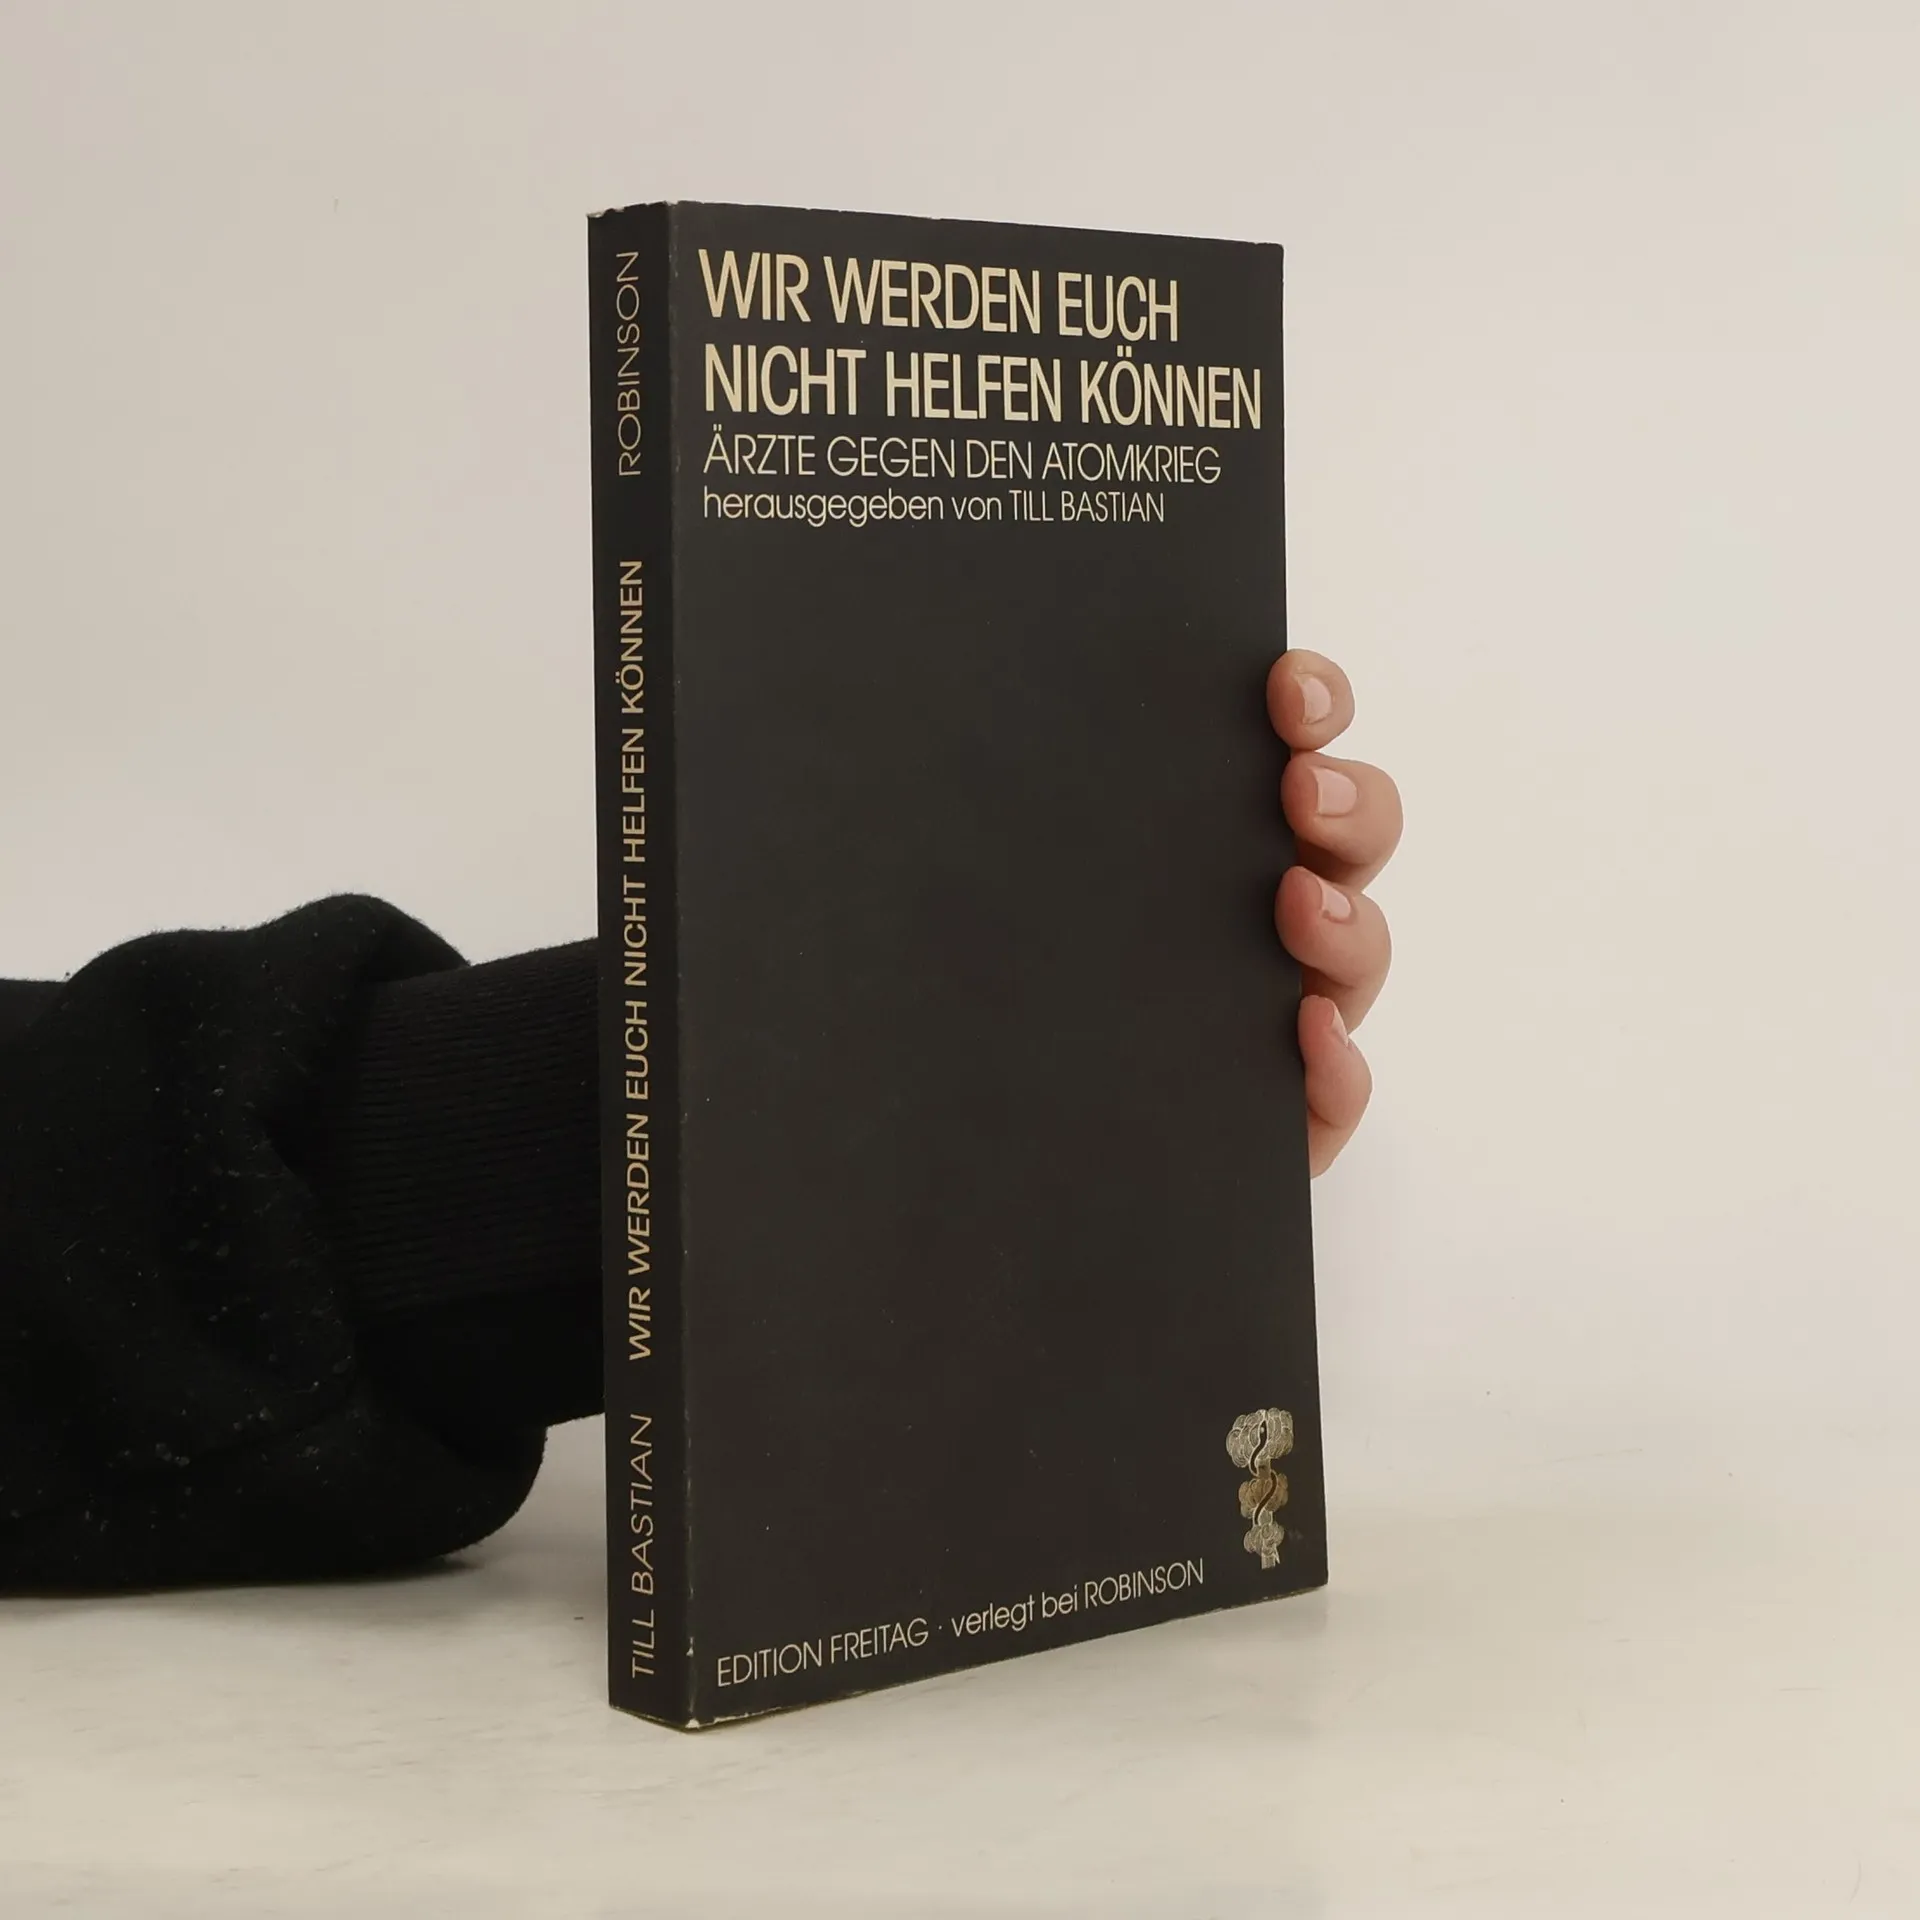 WIR WERDEN EUCH
NICHT HELFEN KÖNNEN
ÄRZTE GEGEN DEN ATOMKRIEG
herausgegeben von TILL BASTIAN
EDITION FREITAG · verlegt bei ROBINSON
TILL BASTIAN WIR WERDEN EUCH NICHT HELFEN KÖNNEN ROBINSON